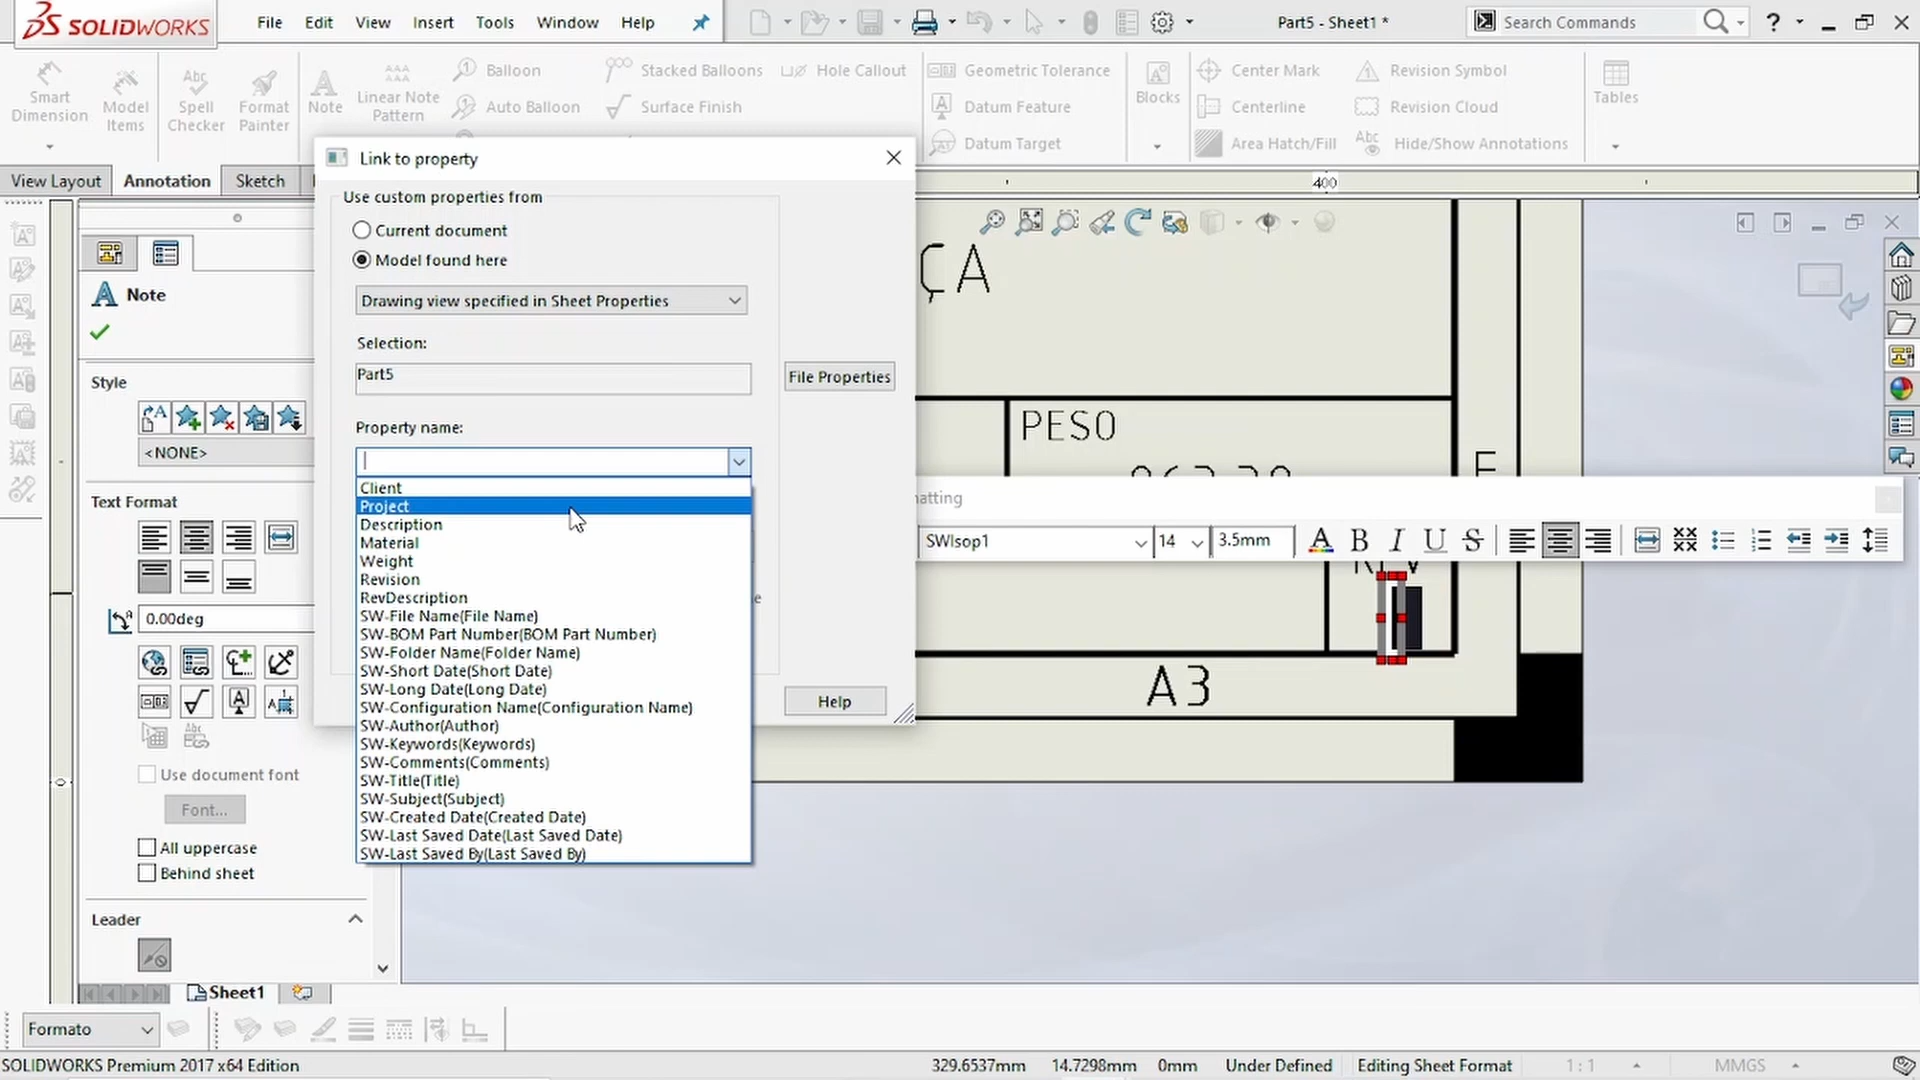 SOLIDWORKS
File Edit View Insert Tools Window Help
Part5 - Sheet1 *
Search Commands
?
Smart Dimension
Model Items
Abc
Spell Checker
Format Painter
Note
Linear Note Pattern
Balloon
Auto Balloon
Stacked Balloons
Surface Finish
Hole Callout
Geometric Tolerance
Datum Feature
Datum Target
Blocks
Center Mark
Centerline
Area Hatch/Fill
Revision Symbol
Revision Cloud
Abc
Hide/Show Annotations
Tables
View Layout
Annotation
Sketch
400
Link to property
Use custom properties from
Current document
Model found here
Drawing view specified in Sheet Properties
Selection:
Part5
File Properties
Property name:
Client
Project
Description
Material
Weight
Revision
RevDescription
SW-File Name(File Name)
SW-BOM Part Number(BOM Part Number)
SW-Folder Name(Folder Name)
SW-Short Date(Short Date)
SW-Long Date(Long Date)
SW-Configuration Name(Configuration Name)
SW-Author(Author)
SW-Keywords(Keywords)
SW-Comments(Comments)
SW-Title(Title)
SW-Subject(Subject)
SW-Created Date(Created Date)
SW-Last Saved Date(Last Saved Date)
SW-Last Saved By(Last Saved By)
Help
Note
Style
<NONE>
Text Format
0.00deg
Use document font
Font...
All uppercase
Behind sheet
Leader
ÇA
PESO
atting
SWIsop1
14
3.5mm
A B I U S
A3
Sheet1
Formato
SOLIDWORKS Premium 2017 x64 Edition
329.6537mm
14.7298mm
0mm
Under Defined
Editing Sheet Format
1 : 1
MMGS